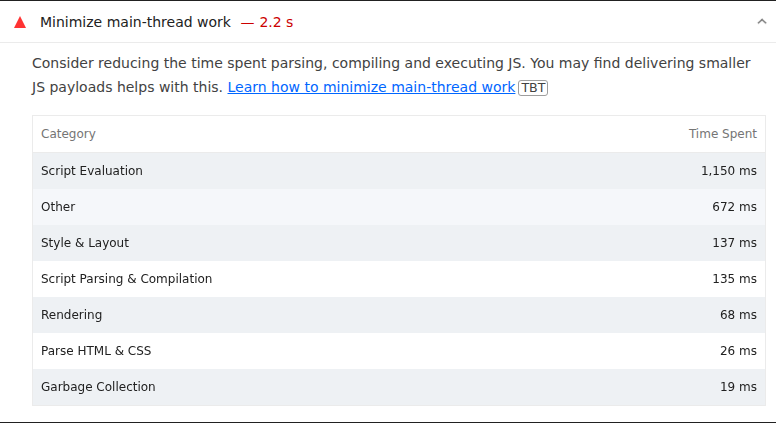 Minimize main-thread work — 2.2 s
Consider reducing the time spent parsing, compiling and executing JS. You may find delivering smaller
JS payloads helps with this. Learn how to minimize main-thread work TBT
Category Time Spent
Script Evaluation 1,150 ms
Other 672 ms
Style & Layout 137 ms
Script Parsing & Compilation 135 ms
Rendering 68 ms
Parse HTML & CSS 26 ms
Garbage Collection 19 ms